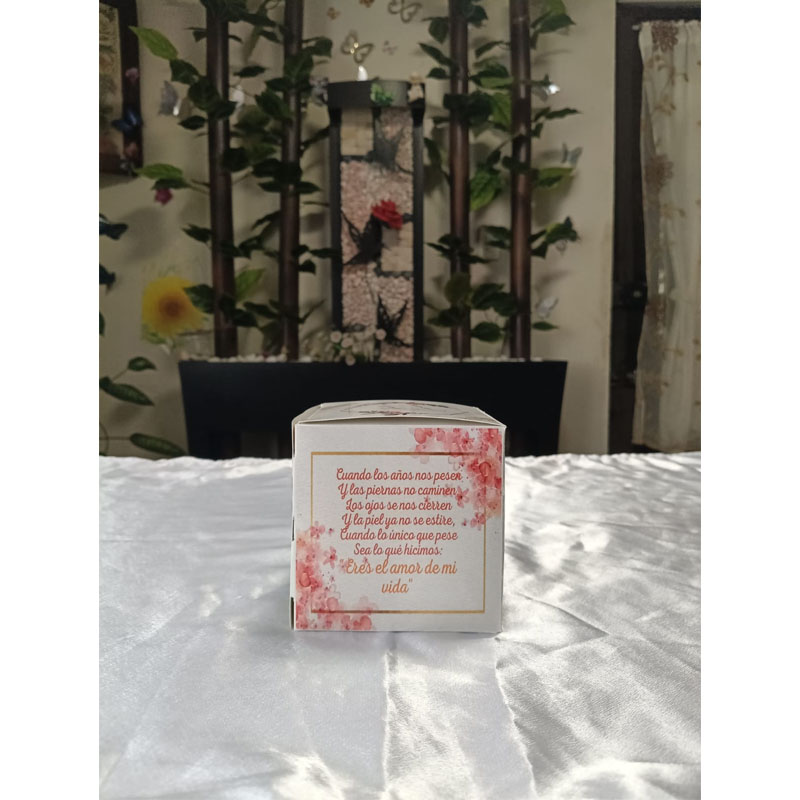 Cuando los años nos pesen
Y las piernas no caminen
Los ojos se nos cierren
Y la piel ya no se estire,
Cuando lo único que pese
Sea lo qué hicimos:
"Eres el amor de mi
vida"